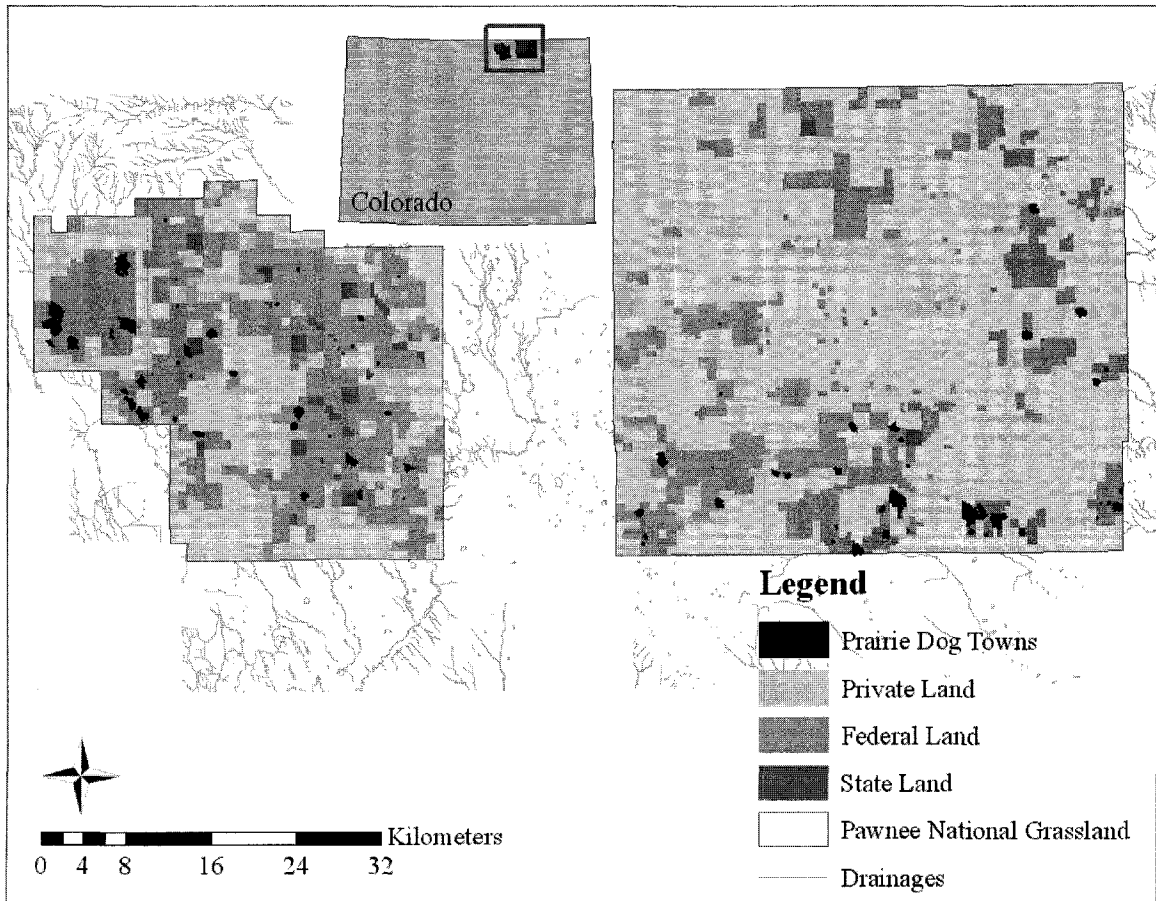 Colorado
Legend
Prairie Dog Towns
Private Land
Federal Land
State Land
Pawnee National Grassland
Drainages
Kilometers
0 4 8 16 24 32